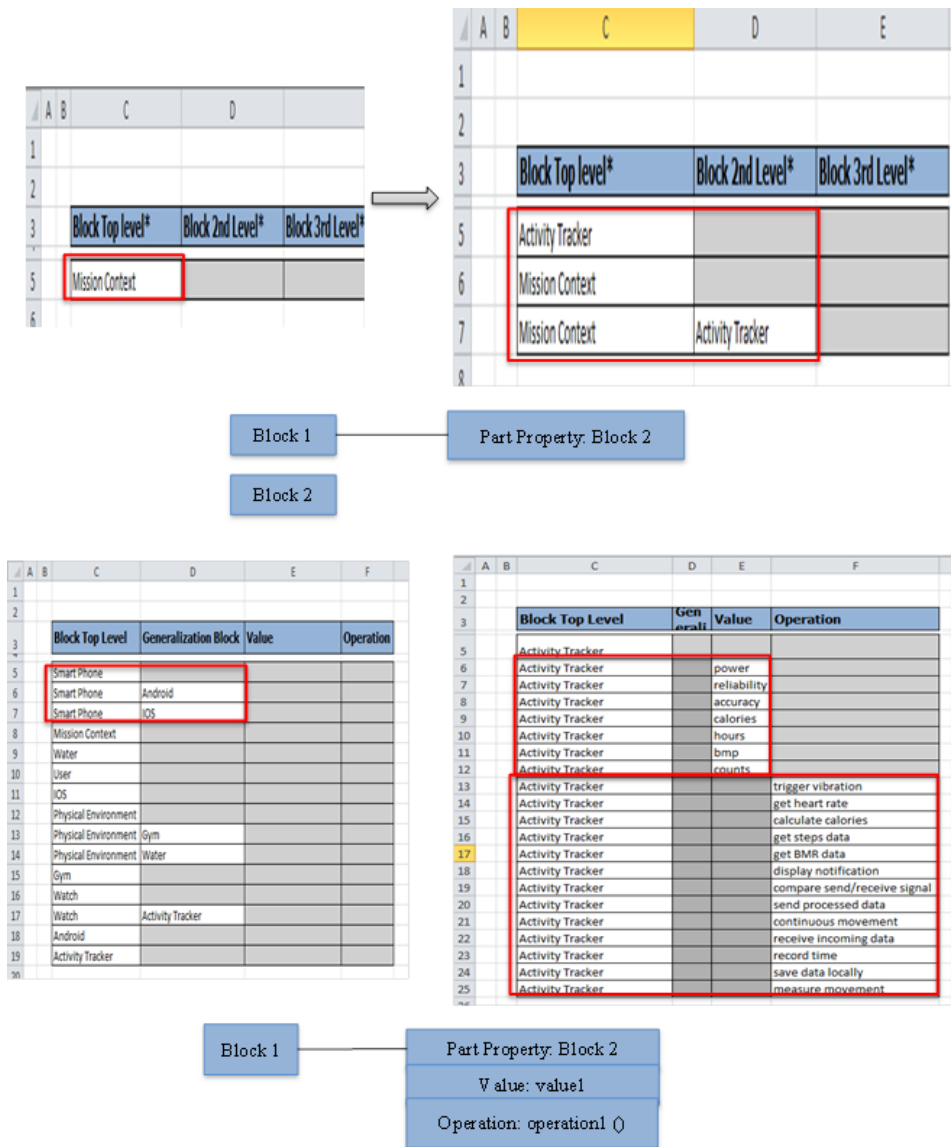 A B C D
1
2
3 Block Top level* Block 2nd Level* Block 3rd Level*
5 Mission Context
6
A B C D E
1
2
3 Block Top level* Block 2nd Level* Block 3rd Level*
5 Activity Tracker
6 Mission Context
7 Mission Context Activity Tracker
8
Block 1 Part Property: Block 2
Block 2
A B C D E F
1
2
3 Block Top Level Generalization Block Value Operation
5 Smart Phone
6 Smart Phone Android
7 Smart Phone IOS
8 Mission Context
9 Water
10 User
11 IOS
12 Physical Environment
13 Physical Environment Gym
14 Physical Environment Water
15 Gym
16 Watch
17 Watch Activity Tracker
18 Android
19 Activity Tracker
20
A B C D E F
1
2
3 Block Top Level Gen erali Value Operation
5 Activity Tracker
6 Activity Tracker power
7 Activity Tracker reliability
8 Activity Tracker accuracy
9 Activity Tracker calories
10 Activity Tracker hours
11 Activity Tracker bmp
12 Activity Tracker counts
13 Activity Tracker trigger vibration
14 Activity Tracker get heart rate
15 Activity Tracker calculate calories
16 Activity Tracker get steps data
17 Activity Tracker get BMR data
18 Activity Tracker display notification
19 Activity Tracker compare send/receive signal
20 Activity Tracker send processed data
21 Activity Tracker continuous movement
22 Activity Tracker receive incoming data
23 Activity Tracker record time
24 Activity Tracker save data locally
25 Activity Tracker measure movement
Block 1 Part Property: Block 2
Value: value1
Operation: operation1 ()